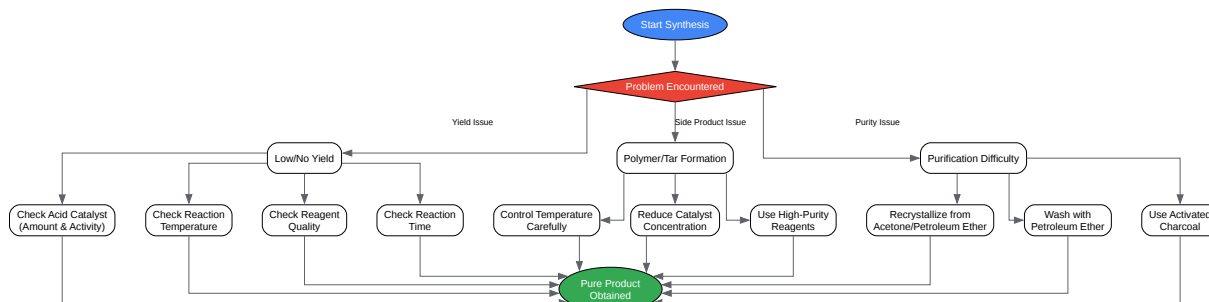 Start Synthesis
Problem Encountered
Yield Issue
Side Product Issue
Purity Issue
Low/No Yield
Polymer/Tar Formation
Purification Difficulty
Check Acid Catalyst
(Amount & Activity)
Check Reaction
Temperature
Check Reagent
Quality
Check Reaction
Time
Control Temperature
Carefully
Reduce Catalyst
Concentration
Use High-Purity
Reagents
Recrystallize from
Acetone/Petroleum Ether
Wash with
Petroleum Ether
Use Activated
Charcoal
Pure Product
Obtained